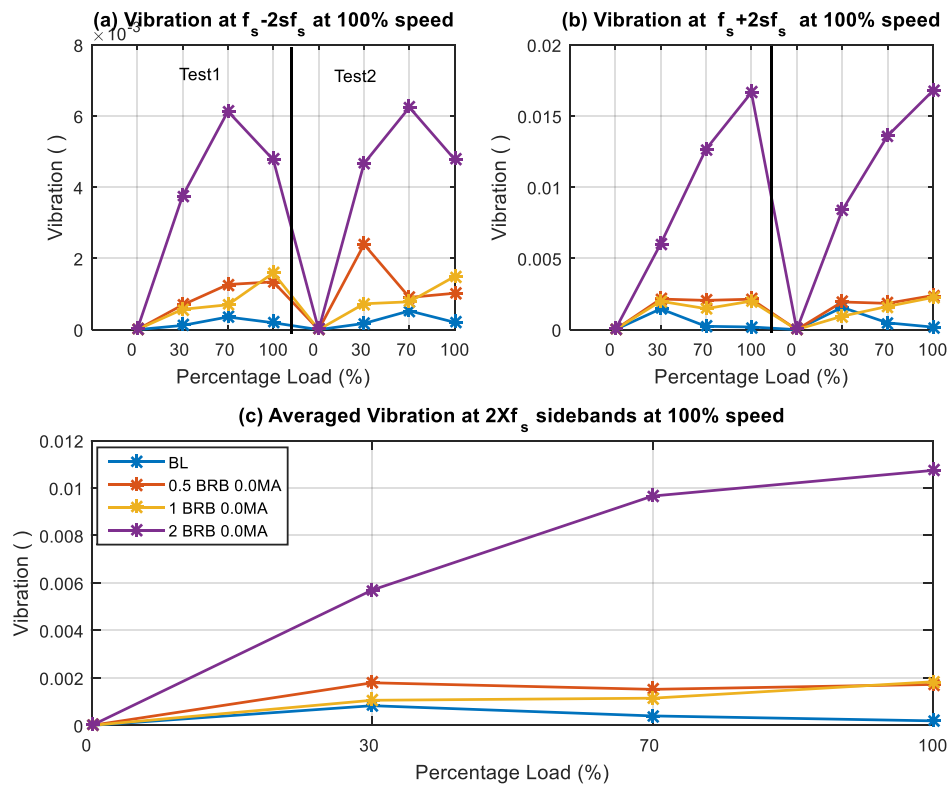 (a) Vibration at fs-2sfs at 100% speed
× 10-3
8
6
4
2
0
Vibration ( )
Test1
Test2
0 30 70 100 0 30 70 100
Percentage Load (%)
(b) Vibration at fs+2sfs at 100% speed
0.02
0.015
0.01
0.005
0
Vibration ( )
0 30 70 100 0 30 70 100
Percentage Load (%)
(c) Averaged Vibration at 2Xfs sidebands at 100% speed
0.012
0.01
0.008
0.006
0.004
0.002
0
Vibration ( )
BL
0.5 BRB 0.0MA
1 BRB 0.0MA
2 BRB 0.0MA
0 30 70 100
Percentage Load (%)